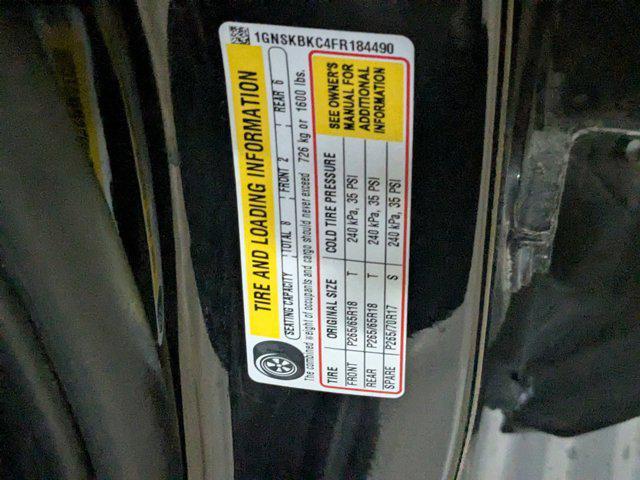 1GNSKBKC4FR184490
TIRE AND LOADING INFORMATION
SEATING CAPACITY TOTAL 8 FRONT 2 REAR 6
The combined weight of occupants and cargo should never exceed 726 kg or 1600 lbs.
TIRE ORIGINAL SIZE COLD TIRE PRESSURE
FRONT P265/65R18 T 240 kPa, 35 PSI
REAR P265/65R18 T 240 kPa, 35 PSI
SPARE P265/70R17 S 240 kPa, 35 PSI
SEE OWNER'S
MANUAL FOR
ADDITIONAL
INFORMATION